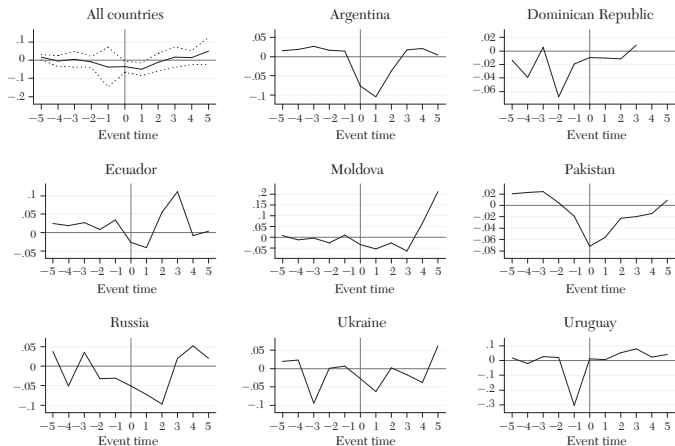 All countries
.1
0
−.1
−.2
−5 −4 −3 −2 −1 0 1 2 3 4 5
Event time
Argentina
.05
0
−.05
−.1
−5 −4 −3 −2 −1 0 1 2 3 4 5
Event time
Dominican Republic
.02
0
−.02
−.04
−.06
−5 −4 −3 −2 −1 0 1 2 3 4 5
Event time
Ecuador
.1
.05
0
−.05
−5 −4 −3 −2 −1 0 1 2 3 4 5
Event time
Moldova
.2
.15
.1
.05
0
−.05
−5 −4 −3 −2 −1 0 1 2 3 4 5
Event time
Pakistan
.02
0
−.02
−.04
−.06
−.08
−5 −4 −3 −2 −1 0 1 2 3 4 5
Event time
Russia
.05
0
−.05
−.1
−5 −4 −3 −2 −1 0 1 2 3 4 5
Event time
Ukraine
.05
0
−.05
−.1
−5 −4 −3 −2 −1 0 1 2 3 4 5
Event time
Uruguay
.1
0
−.1
−.2
−.3
−5 −4 −3 −2 −1 0 1 2 3 4 5
Event time